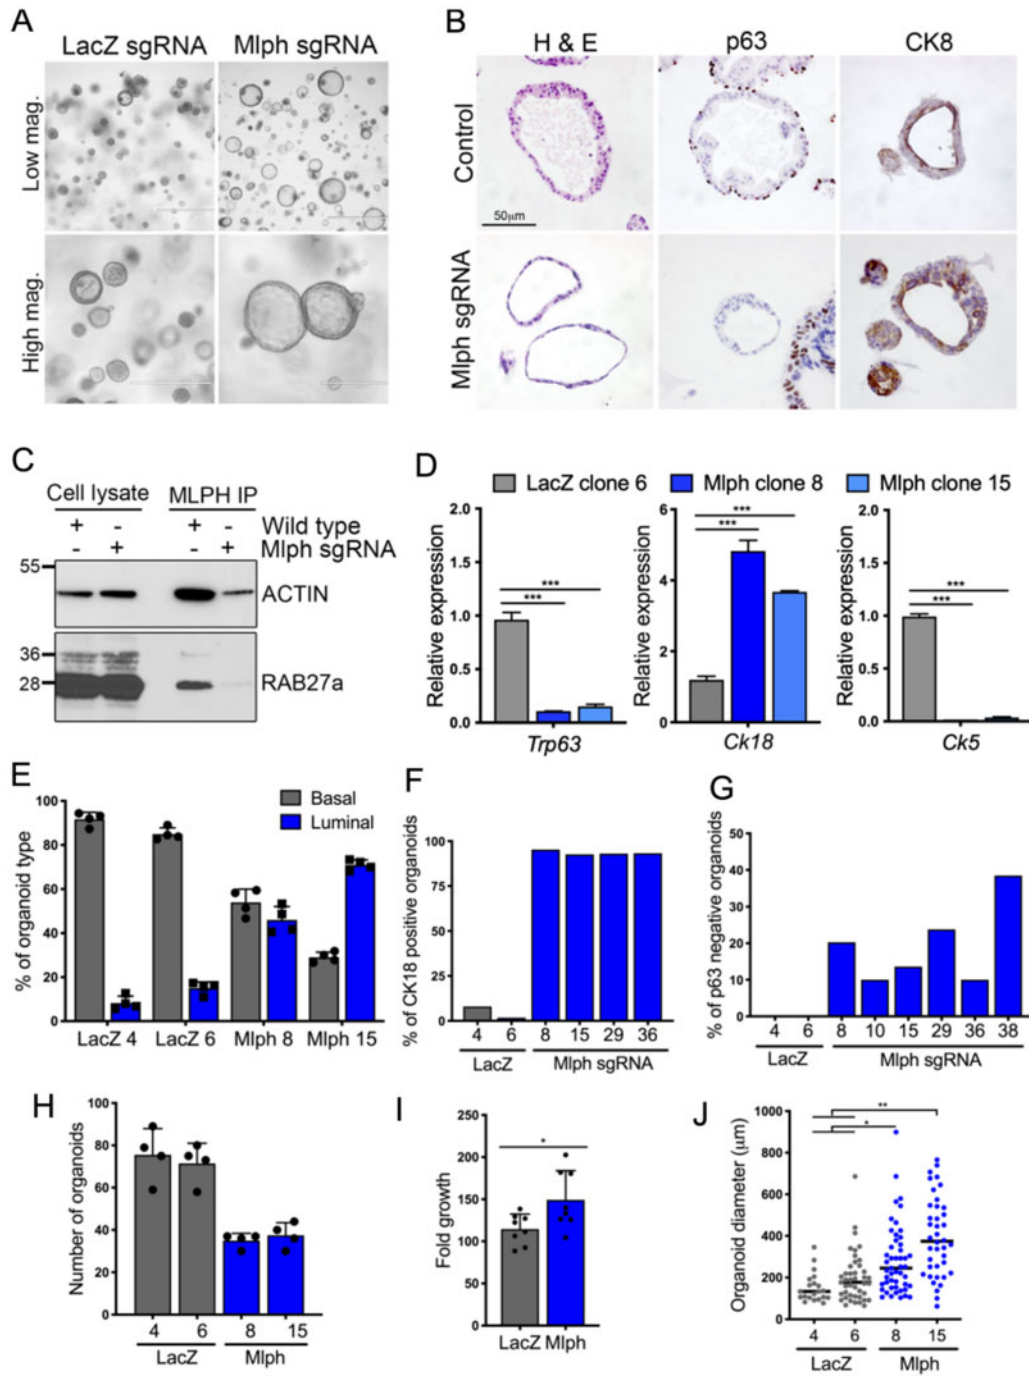 A
LacZ sgRNA
Mlph sgRNA
Low mag.
High mag.
B
H & E
p63
CK8
Control
50µm
Mlph sgRNA
C
Cell lysate
MLPH IP
+ - + - Wild type
- + - + Mlph sgRNA
55
ACTIN
36
28
RAB27a
D
LacZ clone 6
Mlph clone 8
Mlph clone 15
Relative expression
2.0
1.5
1.0
0.5
0.0
***
***
Trp63
Relative expression
6
4
2
0
***
***
Ck18
Relative expression
2.0
1.5
1.0
0.5
0.0
***
***
Ck5
E
% of organoid type
100
80
60
40
20
0
Basal
Luminal
LacZ 4
LacZ 6
Mlph 8
Mlph 15
F
% of CK18 positive organoids
100
75
50
25
0
4 6 8 15 29 36
LacZ
Mlph sgRNA
G
% of p63 negative organoids
50
40
30
20
10
0
4 6 8 10 15 29 36 38
LacZ
Mlph sgRNA
H
Number of organoids
100
80
60
40
20
0
4 6 8 15
LacZ
Mlph
I
Fold growth
250
200
150
100
50
0
*
LacZ Mlph
J
Organoid diameter (µm)
1000
800
600
400
200
0
**
*
4 6 8 15
LacZ
Mlph